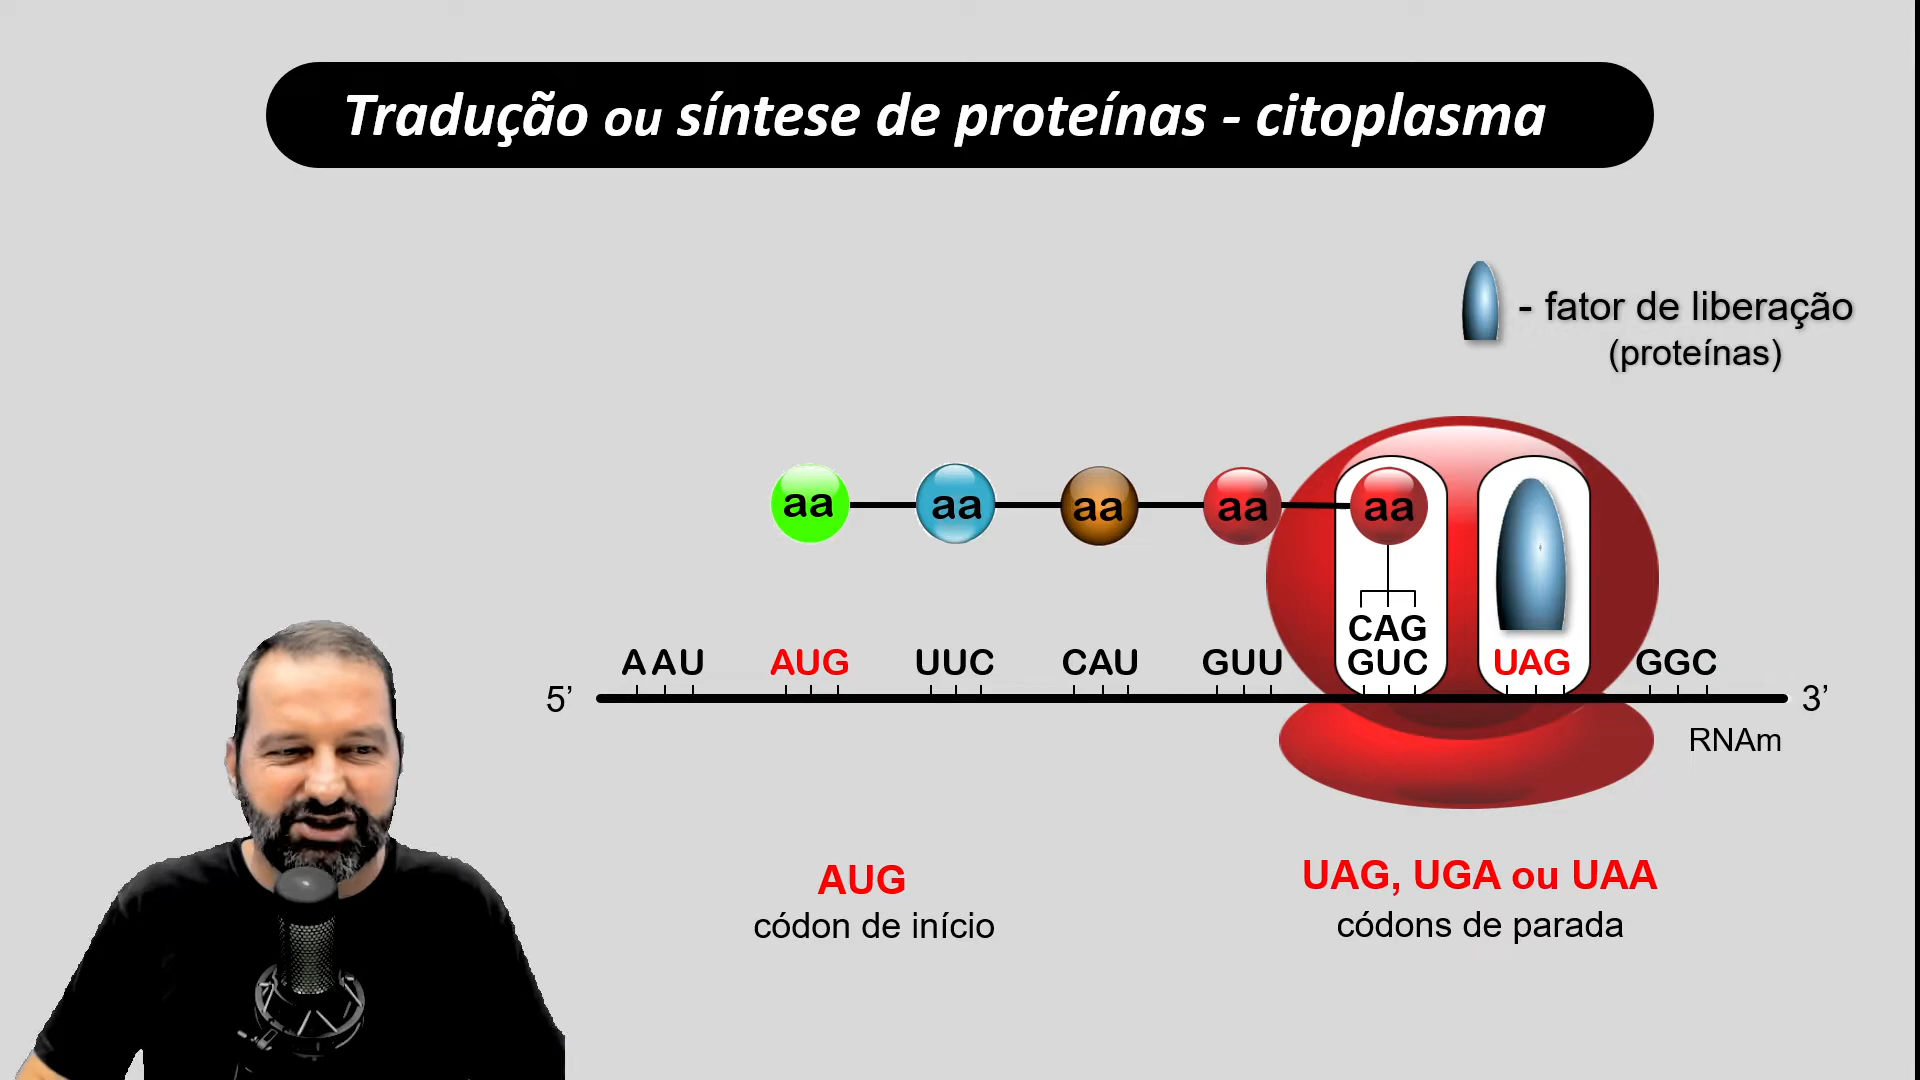 Tradução ou síntese de proteínas - citoplasma
- fator de liberação
(proteínas)
aa aa aa aa aa
CAG
AAU AUG UUC CAU GUU GUC UAG GGC
5’ 3’
RNAm
AUG
códon de início
UAG, UGA ou UAA
códons de parada